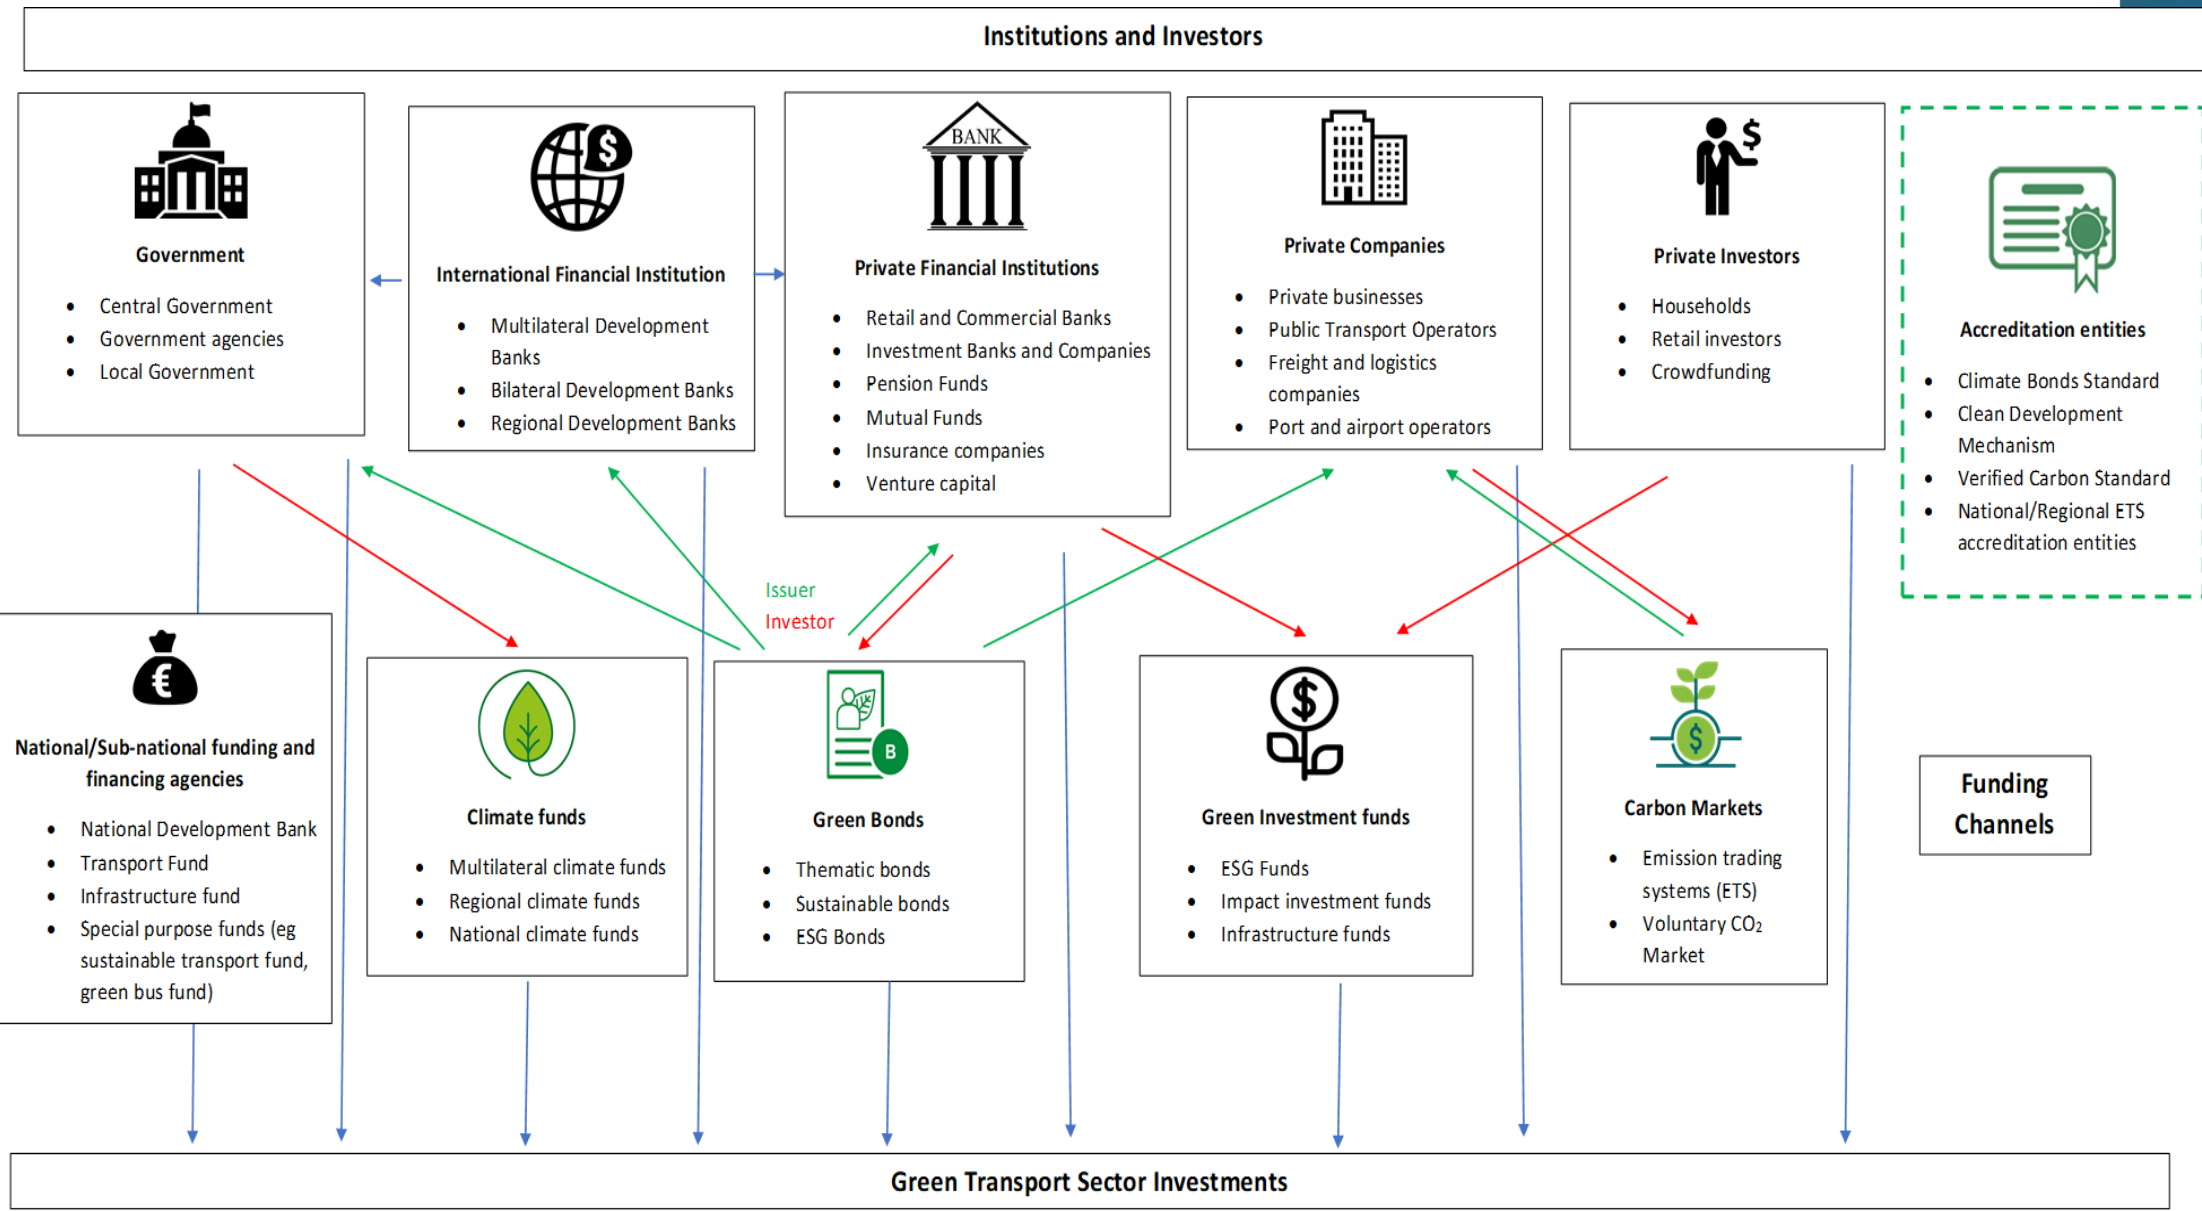 Institutions and Investors
Government
Central Government
Government agencies
Local Government
$
International Financial Institution
Multilateral Development
Banks
Bilateral Development Banks
Regional Development Banks
BANK
Private Financial Institutions
Retail and Commercial Banks
Investment Banks and Companies
Pension Funds
Mutual Funds
Insurance companies
Venture capital
Private Companies
Private businesses
Public Transport Operators
Freight and logistics
companies
Port and airport operators
$
Private Investors
Households
Retail investors
Crowdfunding
Accreditation entities
Climate Bonds Standard
Clean Development
Mechanism
Verified Carbon Standard
National/Regional ETS
accreditation entities
Issuer
Investor
€
National/Sub-national funding and
financing agencies
National Development Bank
Transport Fund
Infrastructure fund
Special purpose funds (eg
sustainable transport fund,
green bus fund)
Climate funds
Multilateral climate funds
Regional climate funds
National climate funds
B
Green Bonds
Thematic bonds
Sustainable bonds
ESG Bonds
$
Green Investment funds
ESG Funds
Impact investment funds
Infrastructure funds
$
Carbon Markets
Emission trading
systems (ETS)
Voluntary CO₂
Market
Funding
Channels
Green Transport Sector Investments